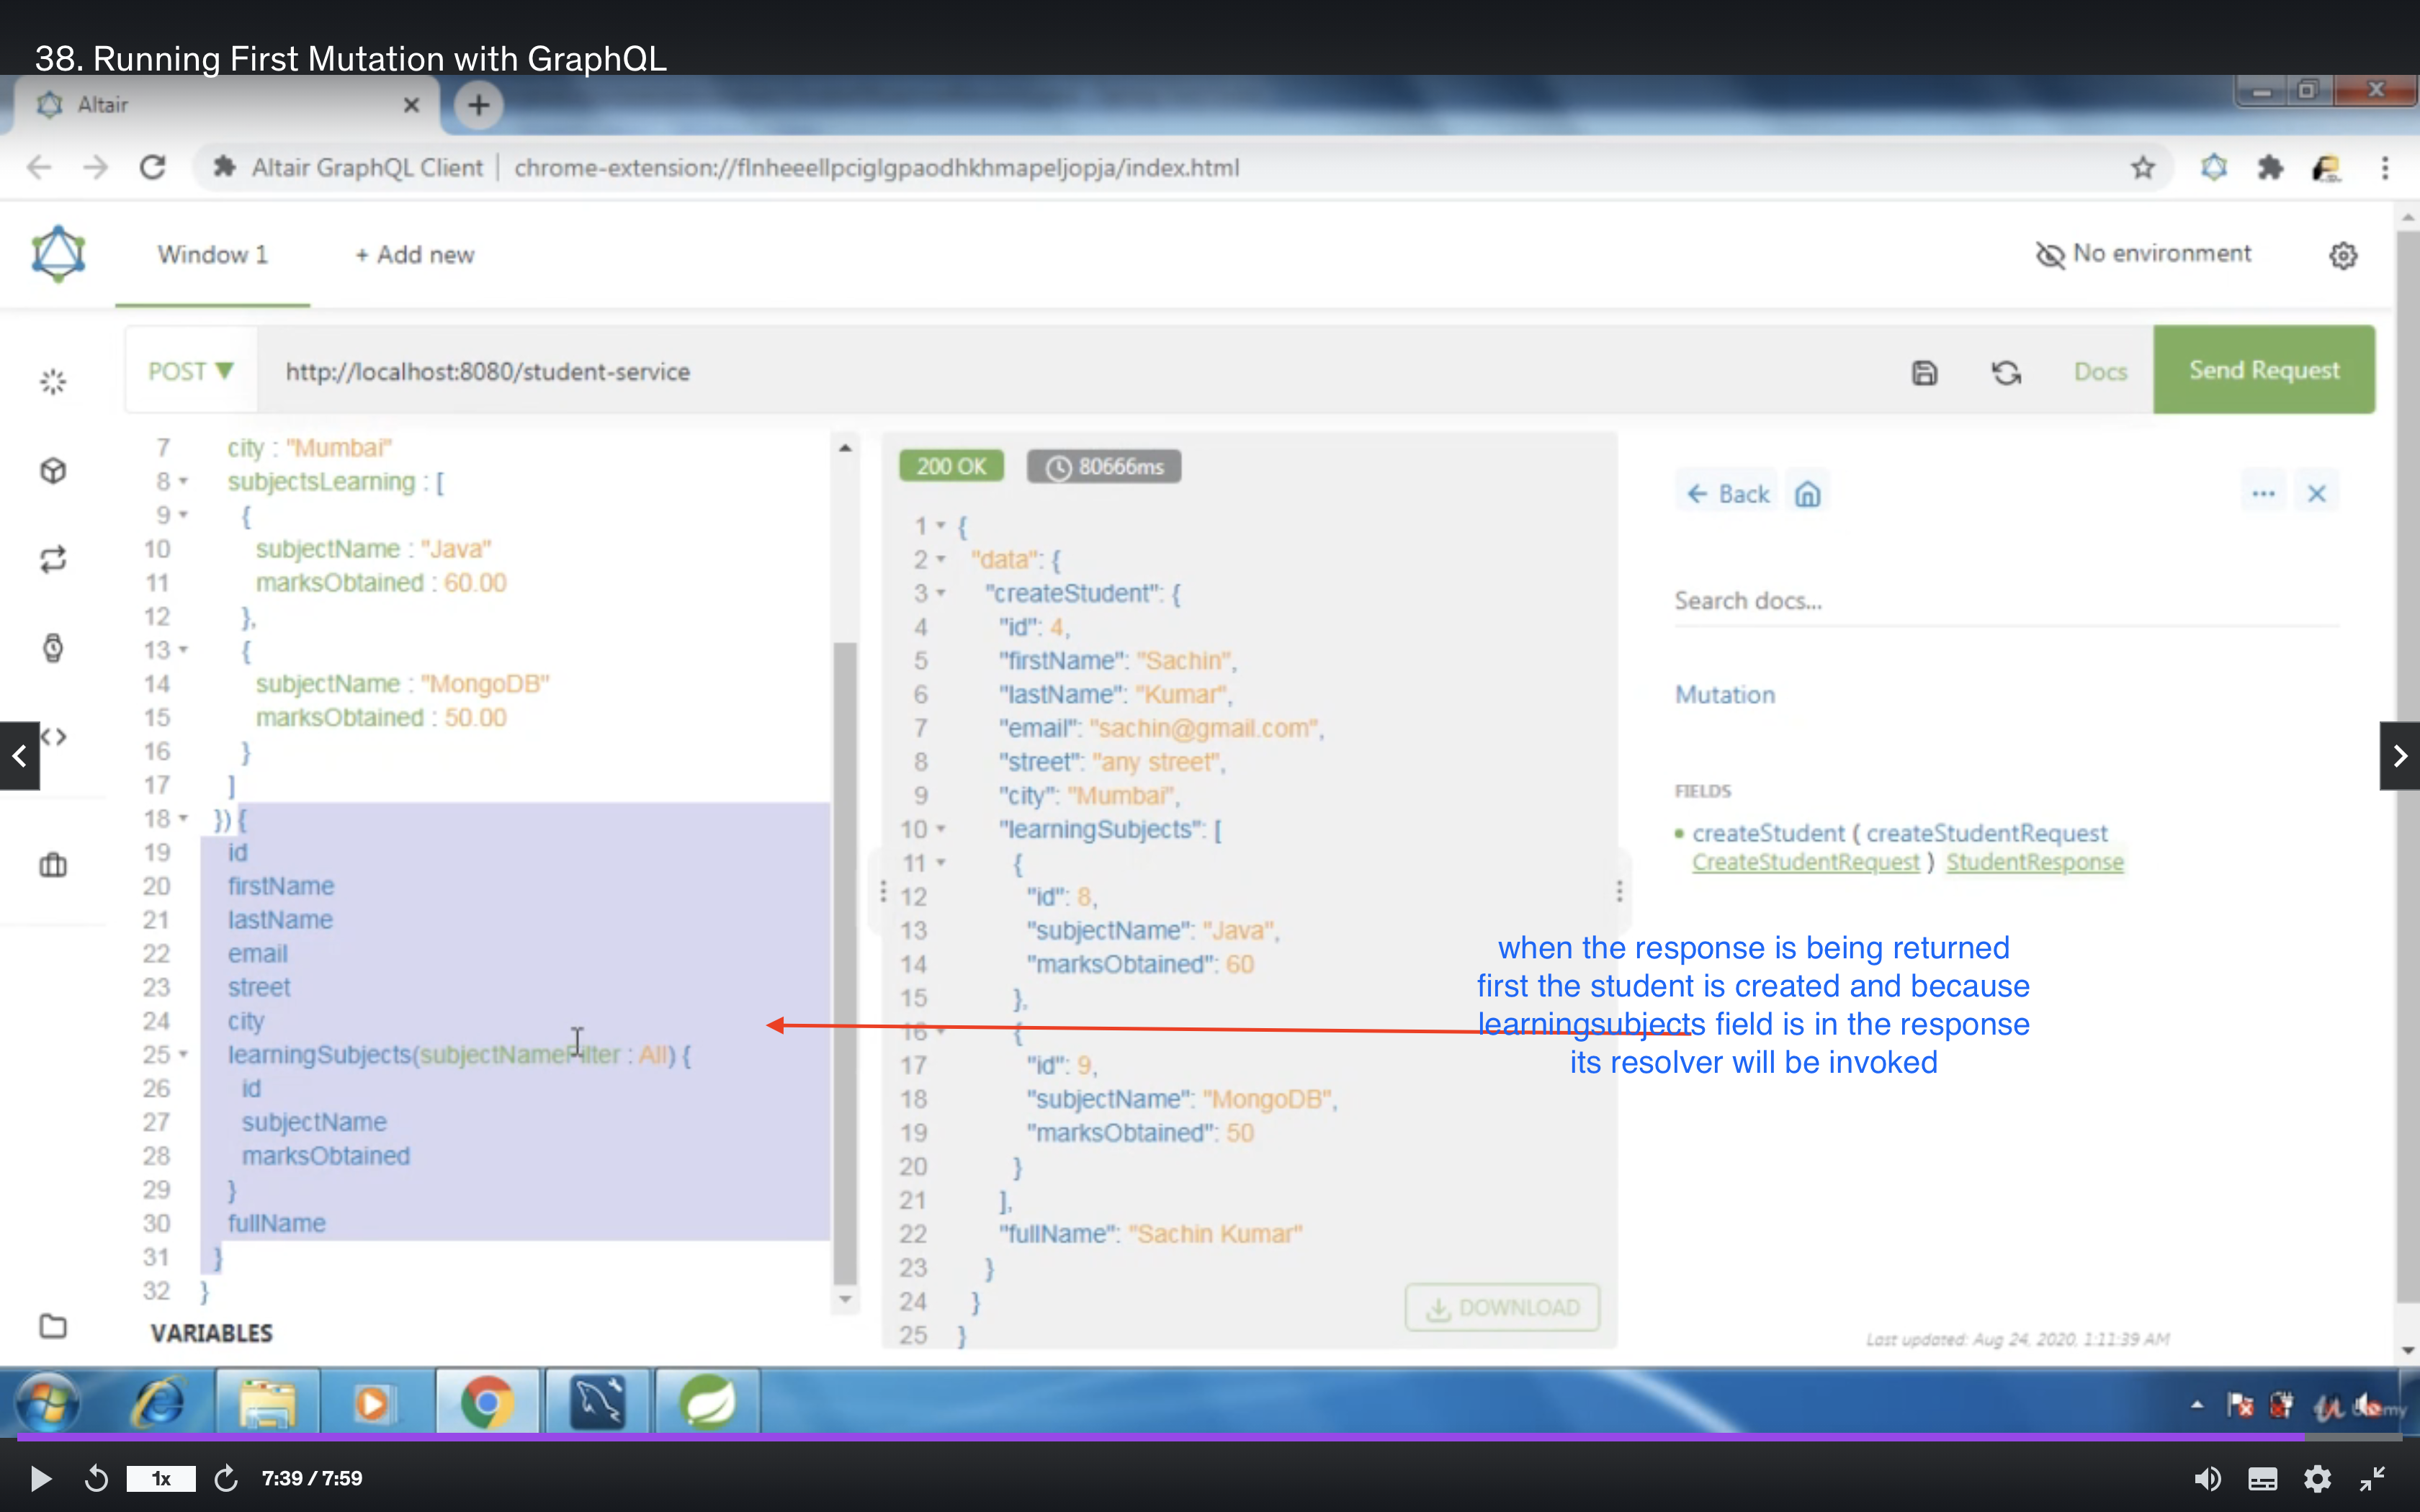 38. Running First Mutation with GraphQL
Altair
Altair GraphQL Client | chrome-extension://flnheeellpciglgpaodhkhmapeljopja/index.html
Window 1
+ Add new
No environment
POST
http://localhost:8080/student-service
Docs
Send Request
7 city : "Mumbai"
8 subjectsLearning : [
9 {
10 subjectName : "Java"
11 marksObtained : 60.00
12 },
13 {
14 subjectName : "MongoDB"
15 marksObtained : 50.00
16 }
17 ]
18 }) {
19 id
20 firstName
21 lastName
22 email
23 street
24 city
25 learningSubjects(subjectNameFilter : All) {
26 id
27 subjectName
28 marksObtained
29 }
30 fullName
31 }
32 }
VARIABLES
200 OK
80666ms
1 {
2 "data": {
3 "createStudent": {
4 "id": 4,
5 "firstName": "Sachin",
6 "lastName": "Kumar",
7 "email": "sachin@gmail.com",
8 "street": "any street",
9 "city": "Mumbai",
10 "learningSubjects": [
11 {
12 "id": 8,
13 "subjectName": "Java",
14 "marksObtained": 60
15 },
16 {
17 "id": 9,
18 "subjectName": "MongoDB",
19 "marksObtained": 50
20 }
21 ],
22 "fullName": "Sachin Kumar"
23 }
24 }
25 }
DOWNLOAD
Back
Search docs...
Mutation
FIELDS
createStudent ( createStudentRequest
CreateStudentRequest ) StudentResponse
when the response is being returned
first the student is created and because
learningsubjects field is in the response
its resolver will be invoked
Last updated: Aug 24, 2020, 1:11:39 AM
1x
7:39 / 7:59